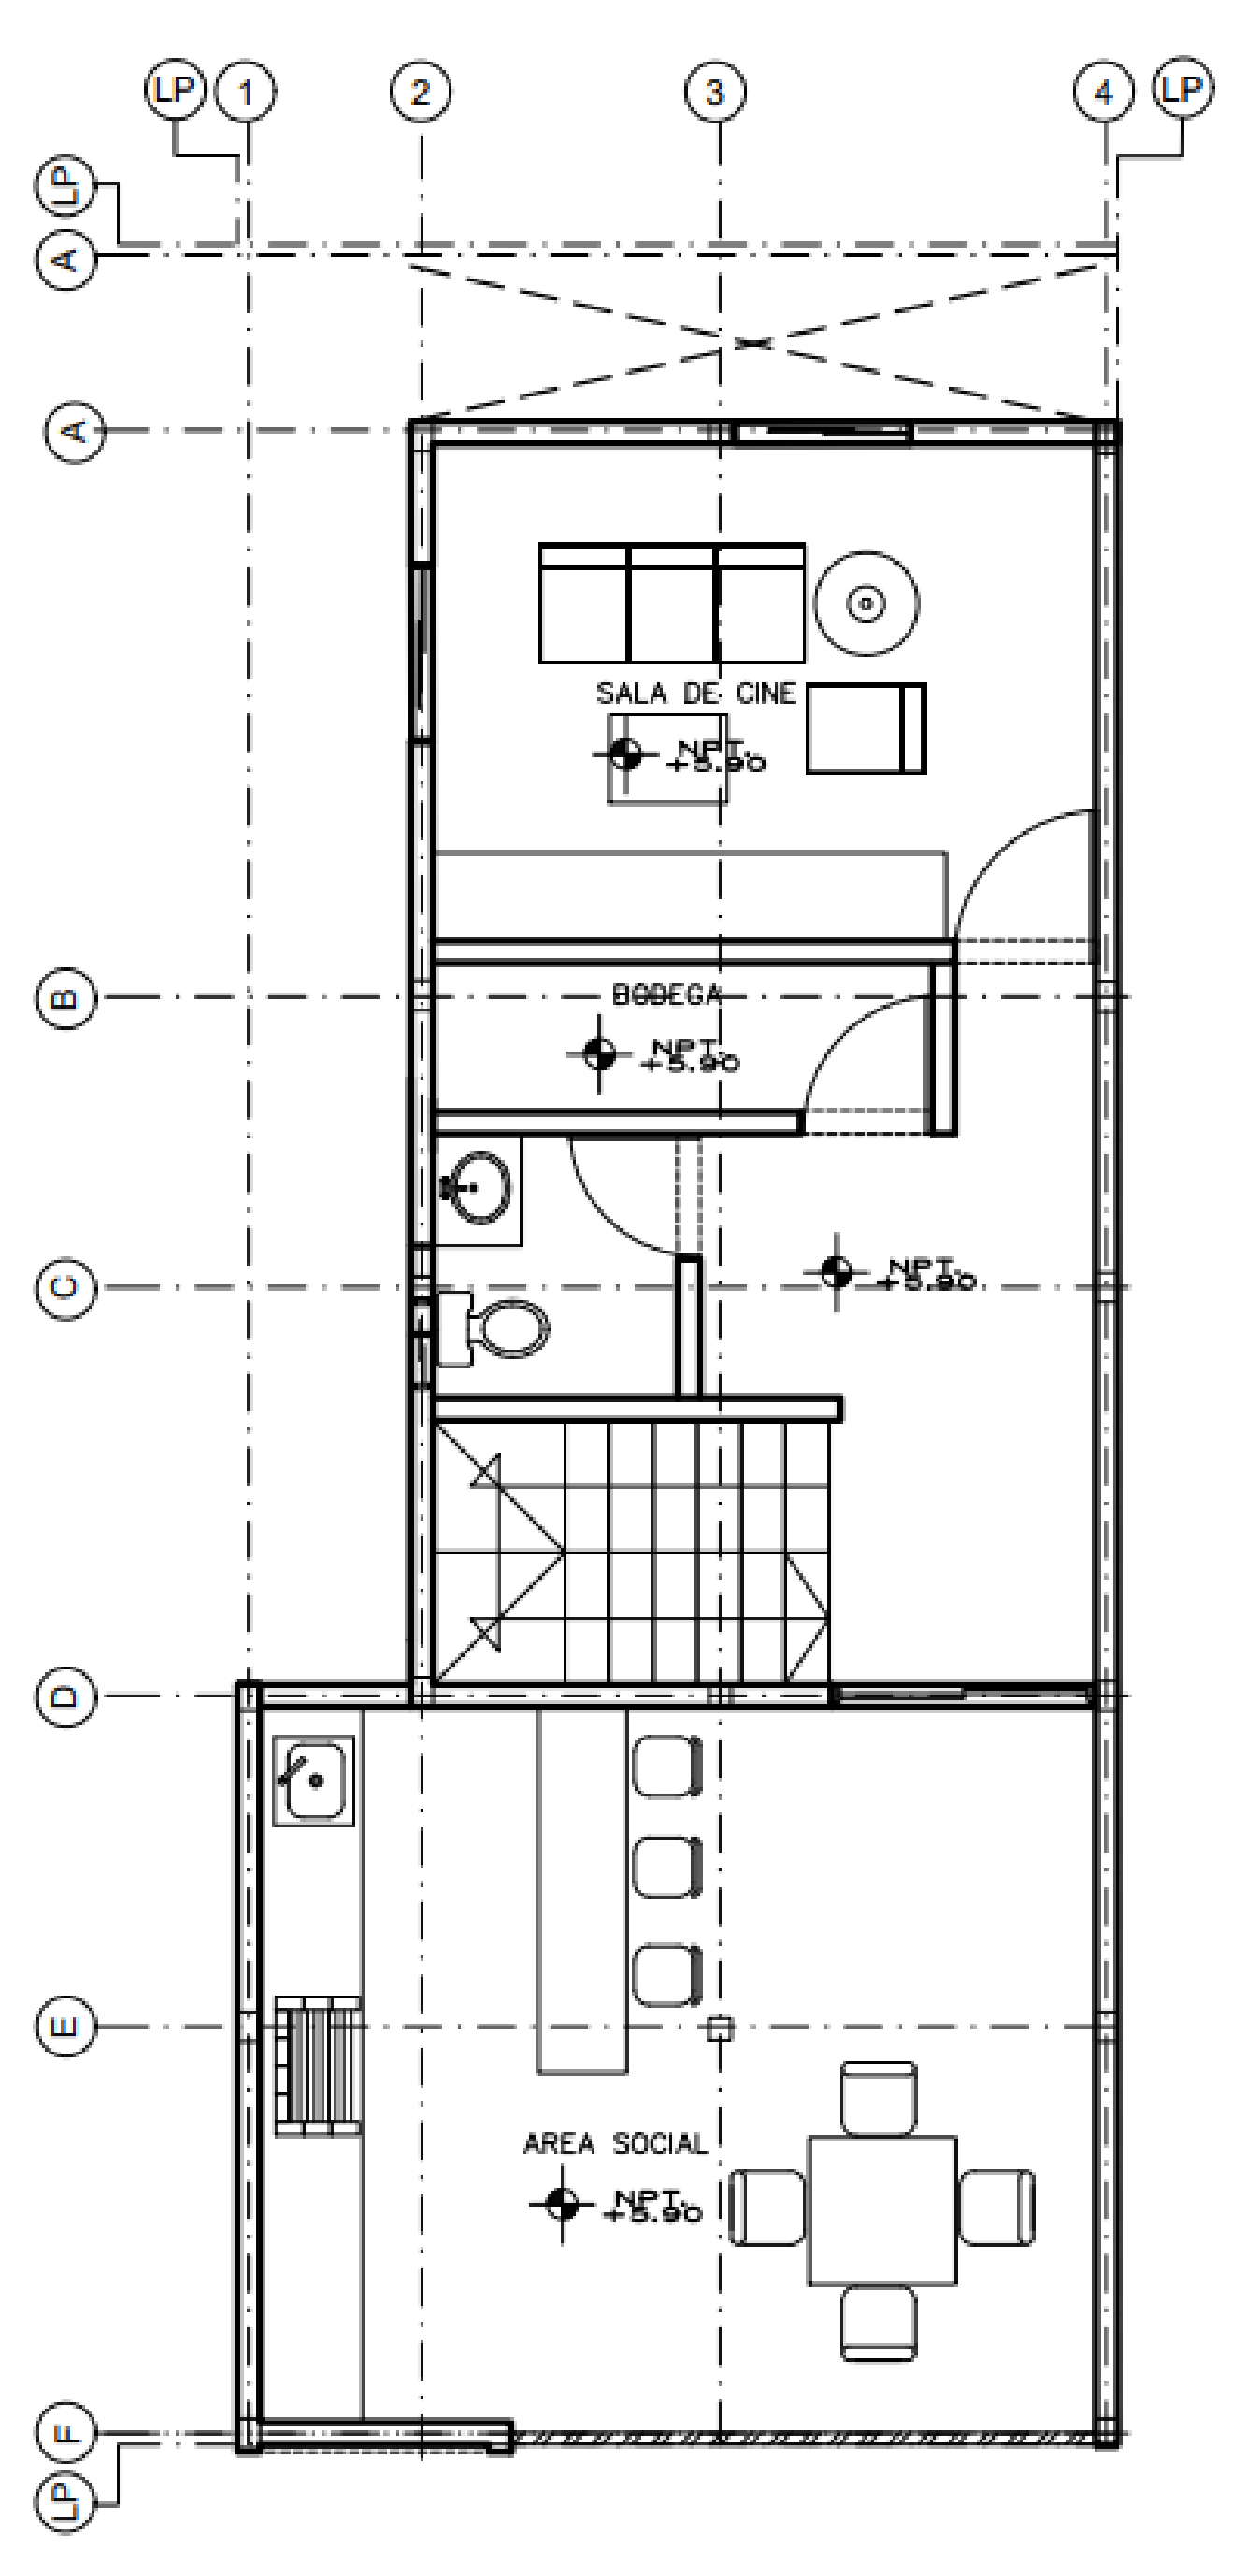 LP
1
2
3
4
LP
LP
A
A
SALA DE CINE
NPT.
+5.90
B
BODEGA
NPT.
+5.90
C
NPT.
+5.90
D
E
AREA SOCIAL
NPT.
+5.90
F
LP